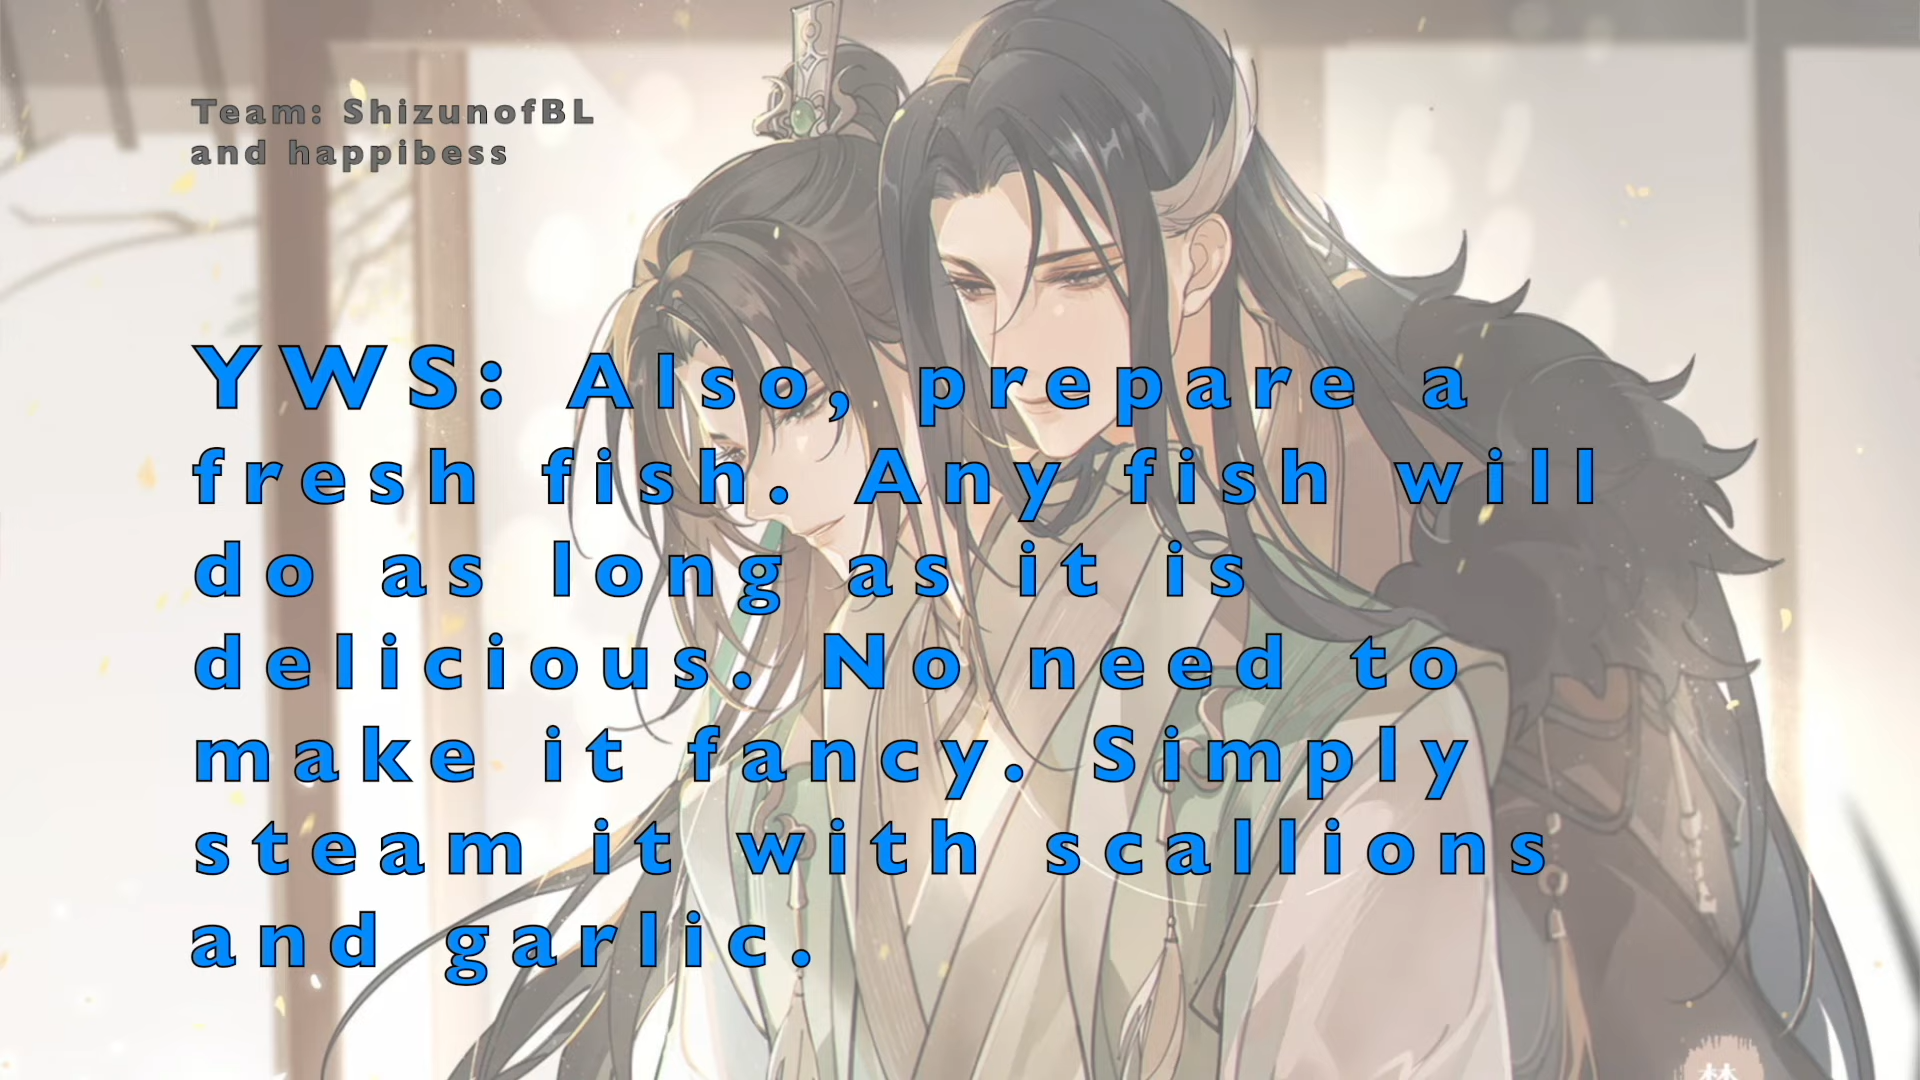 Team: ShizunofBL
and happibess
YWS: Also, prepare a
fresh fish. Any fish will
do as long as it is
delicious. No need to
make it fancy. Simply
steam it with scallions
and garlic.